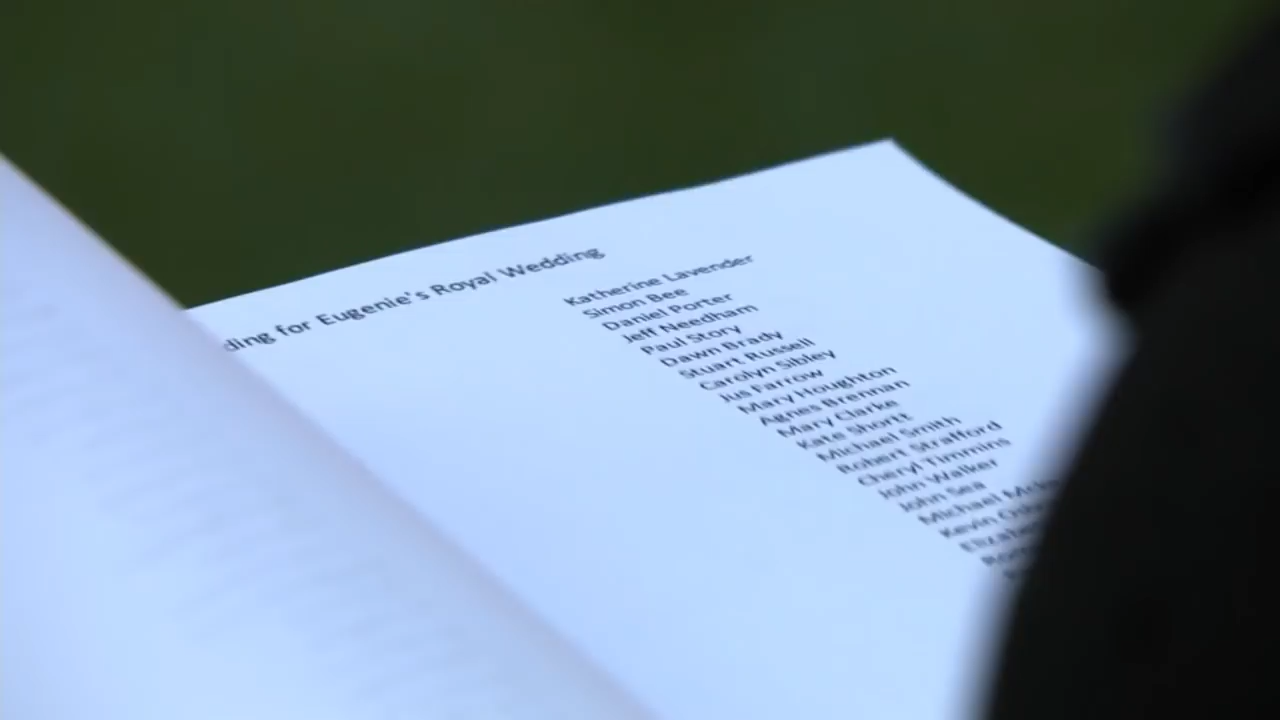 for Eugenie's Royal Wedding
Katherine Lavender
Simon Bee
Daniel Porter
Jeff Needham
Paul Story
Dawn Brady
Stuart Russell
Carolyn Sibley
Jus Farrow
Mary Houghton
Agnes Brennan
Mary Clarke
Kate Shortt
Michael Smith
Robert Strafford
Cheryl Timmins
John Walker
John Sea
Michael
Kevin